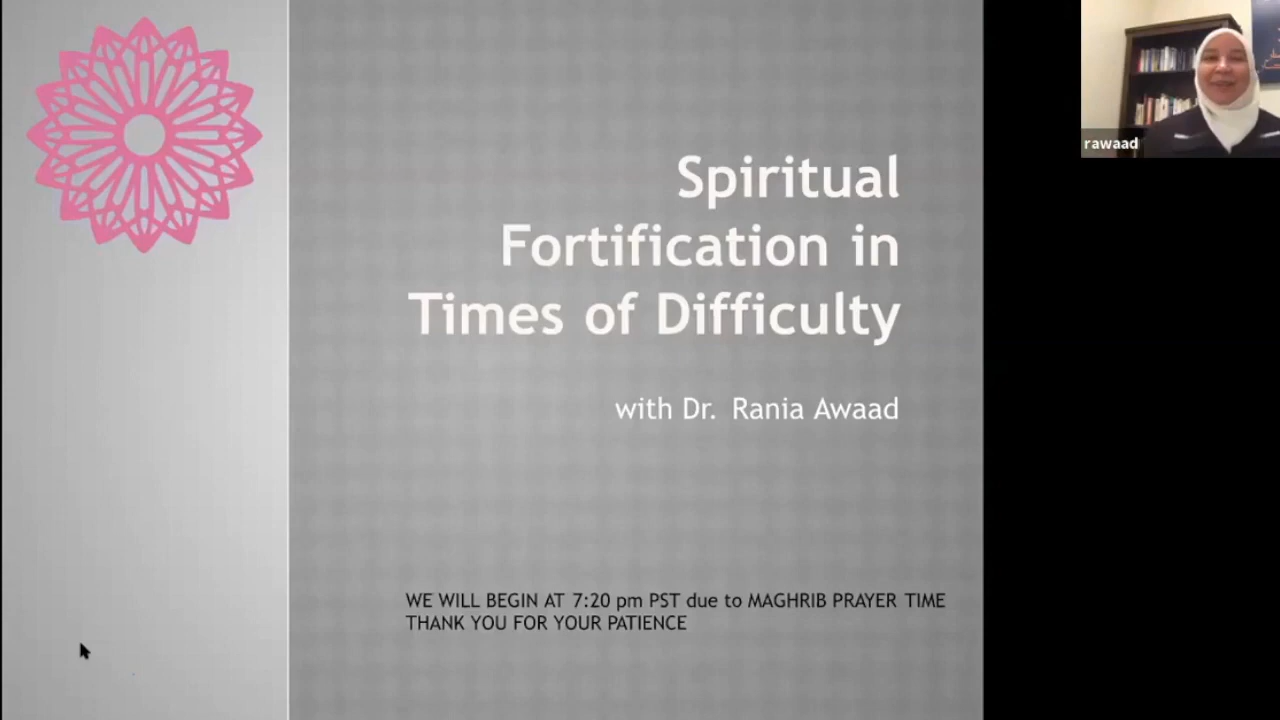 Spiritual
Fortification in
Times of Difficulty
with Dr. Rania Awaad
WE WILL BEGIN AT 7:20 pm PST due to MAGHRIB PRAYER TIME
THANK YOU FOR YOUR PATIENCE
rawaad